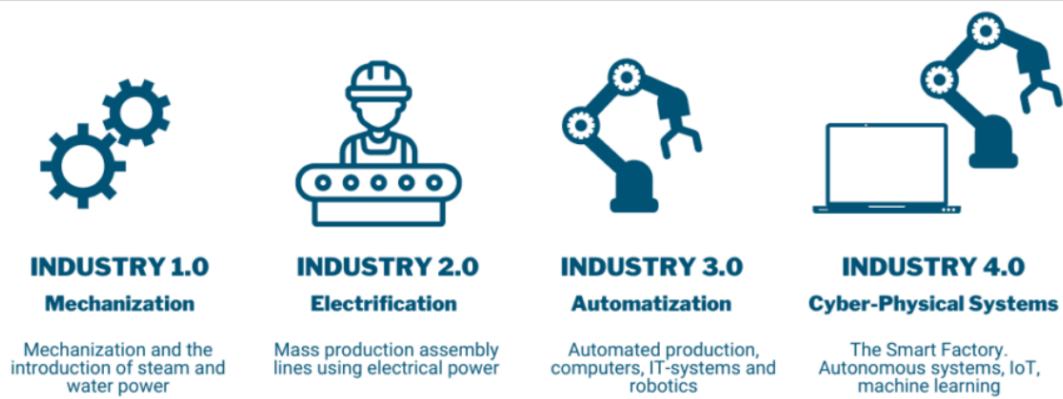 INDUSTRY 1.0
Mechanization
Mechanization and the
introduction of steam and
water power
INDUSTRY 2.0
Electrification
Mass production assembly
lines using electrical power
INDUSTRY 3.0
Automatization
Automated production,
computers, IT-systems and
robotics
INDUSTRY 4.0
Cyber-Physical Systems
The Smart Factory.
Autonomous systems, IoT,
machine learning